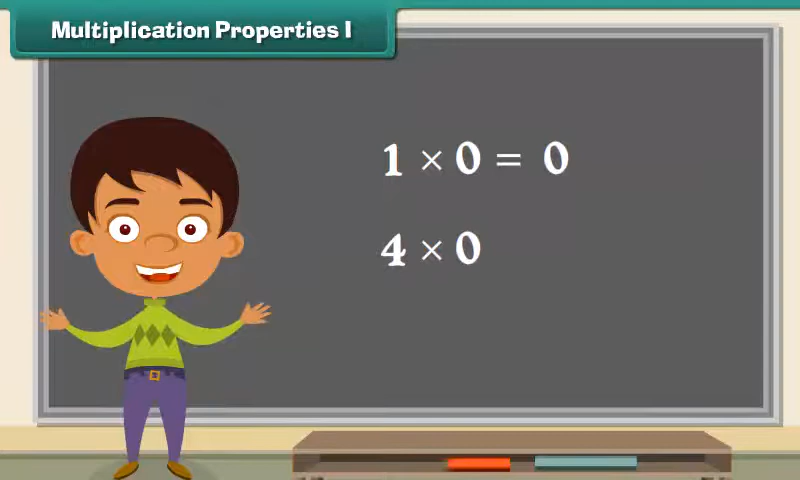 Multiplication Properties I
1 × 0 = 0
4 × 0